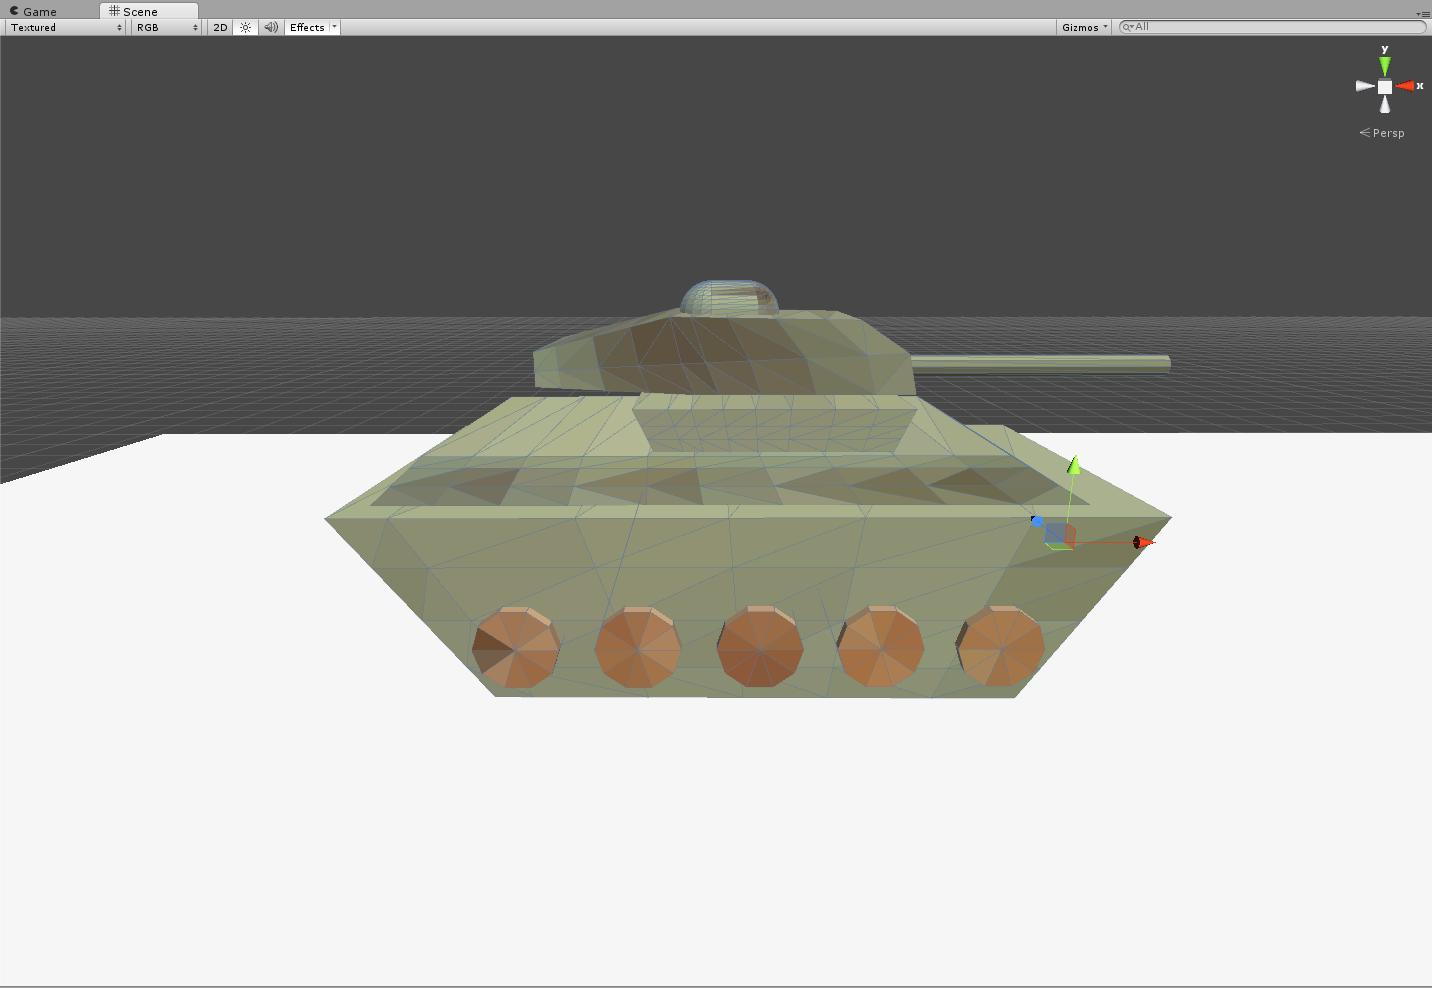 Game Scene
Textured RGB 2D Effects Gizmos All
y
x
Persp